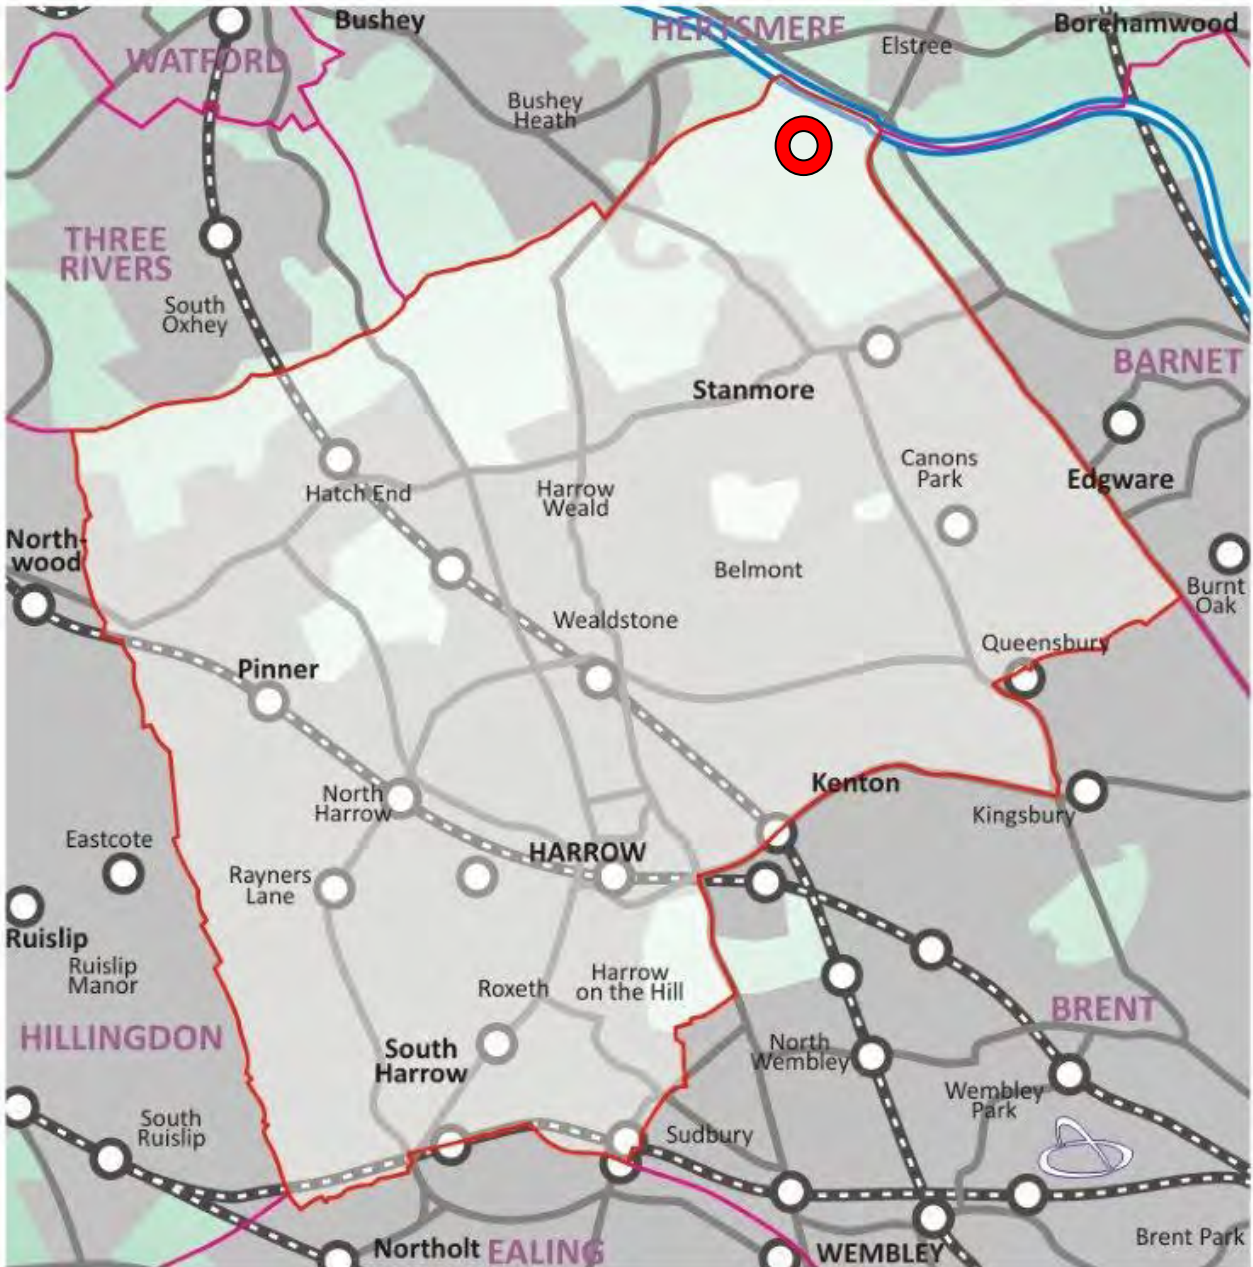 Bushey
HERTSMERE
Borehamwood
Elstree
WATFORD
Bushey
Heath
THREE
RIVERS
South
Oxhey
BARNET
Stanmore
Canons
Park
Edgware
Hatch End
Harrow
Weald
North-
wood
Belmont
Burnt
Oak
Wealdstone
Queensbury
Pinner
Kenton
North
Harrow
Kingsbury
Eastcote
HARROW
Rayners
Lane
Ruislip
Ruislip
Manor
Roxeth
Harrow
on the Hill
BRENT
HILLINGDON
South
Harrow
North
Wembley
Wembley
Park
South
Ruislip
Sudbury
Brent Park
Northolt
EALING
WEMBLEY